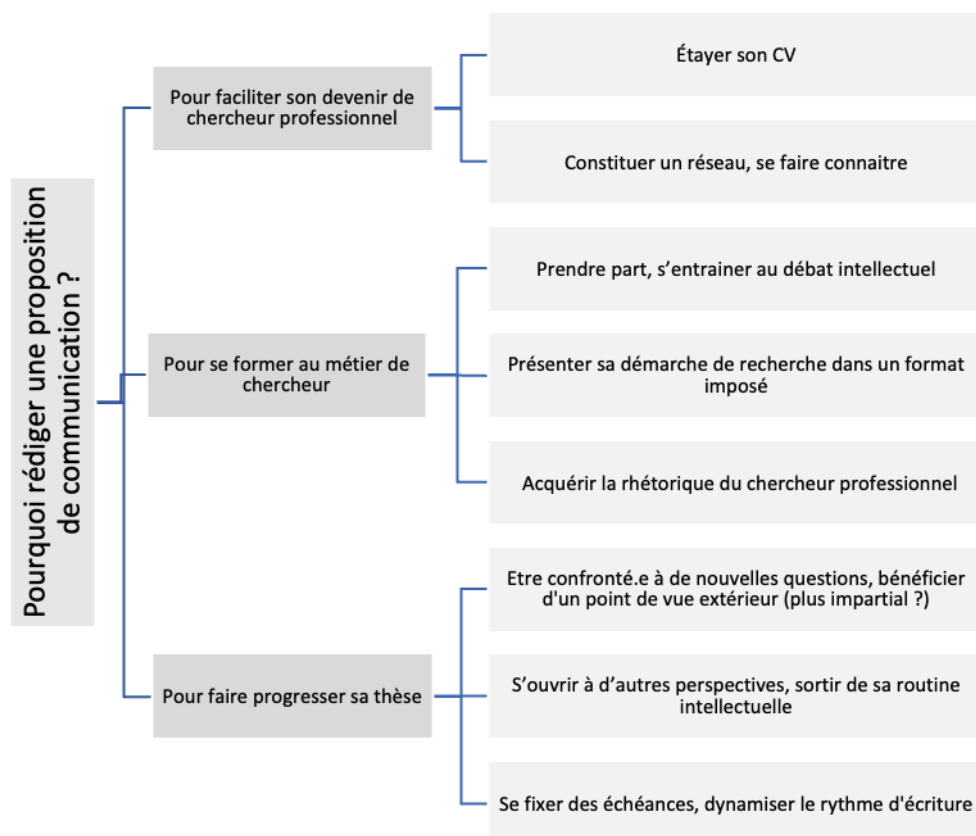 Pourquoi rédiger une proposition
de communication ?
Pour faciliter son devenir de
chercheur professionnel
Étayer son CV
Constituer un réseau, se faire connaitre
Pour se former au métier de
chercheur
Prendre part, s’entrainer au débat intellectuel
Présenter sa démarche de recherche dans un format
imposé
Acquérir la rhétorique du chercheur professionnel
Pour faire progresser sa thèse
Etre confronté.e à de nouvelles questions, bénéficier
d'un point de vue extérieur (plus impartial ?)
S’ouvrir à d’autres perspectives, sortir de sa routine
intellectuelle
Se fixer des échéances, dynamiser le rythme d'écriture